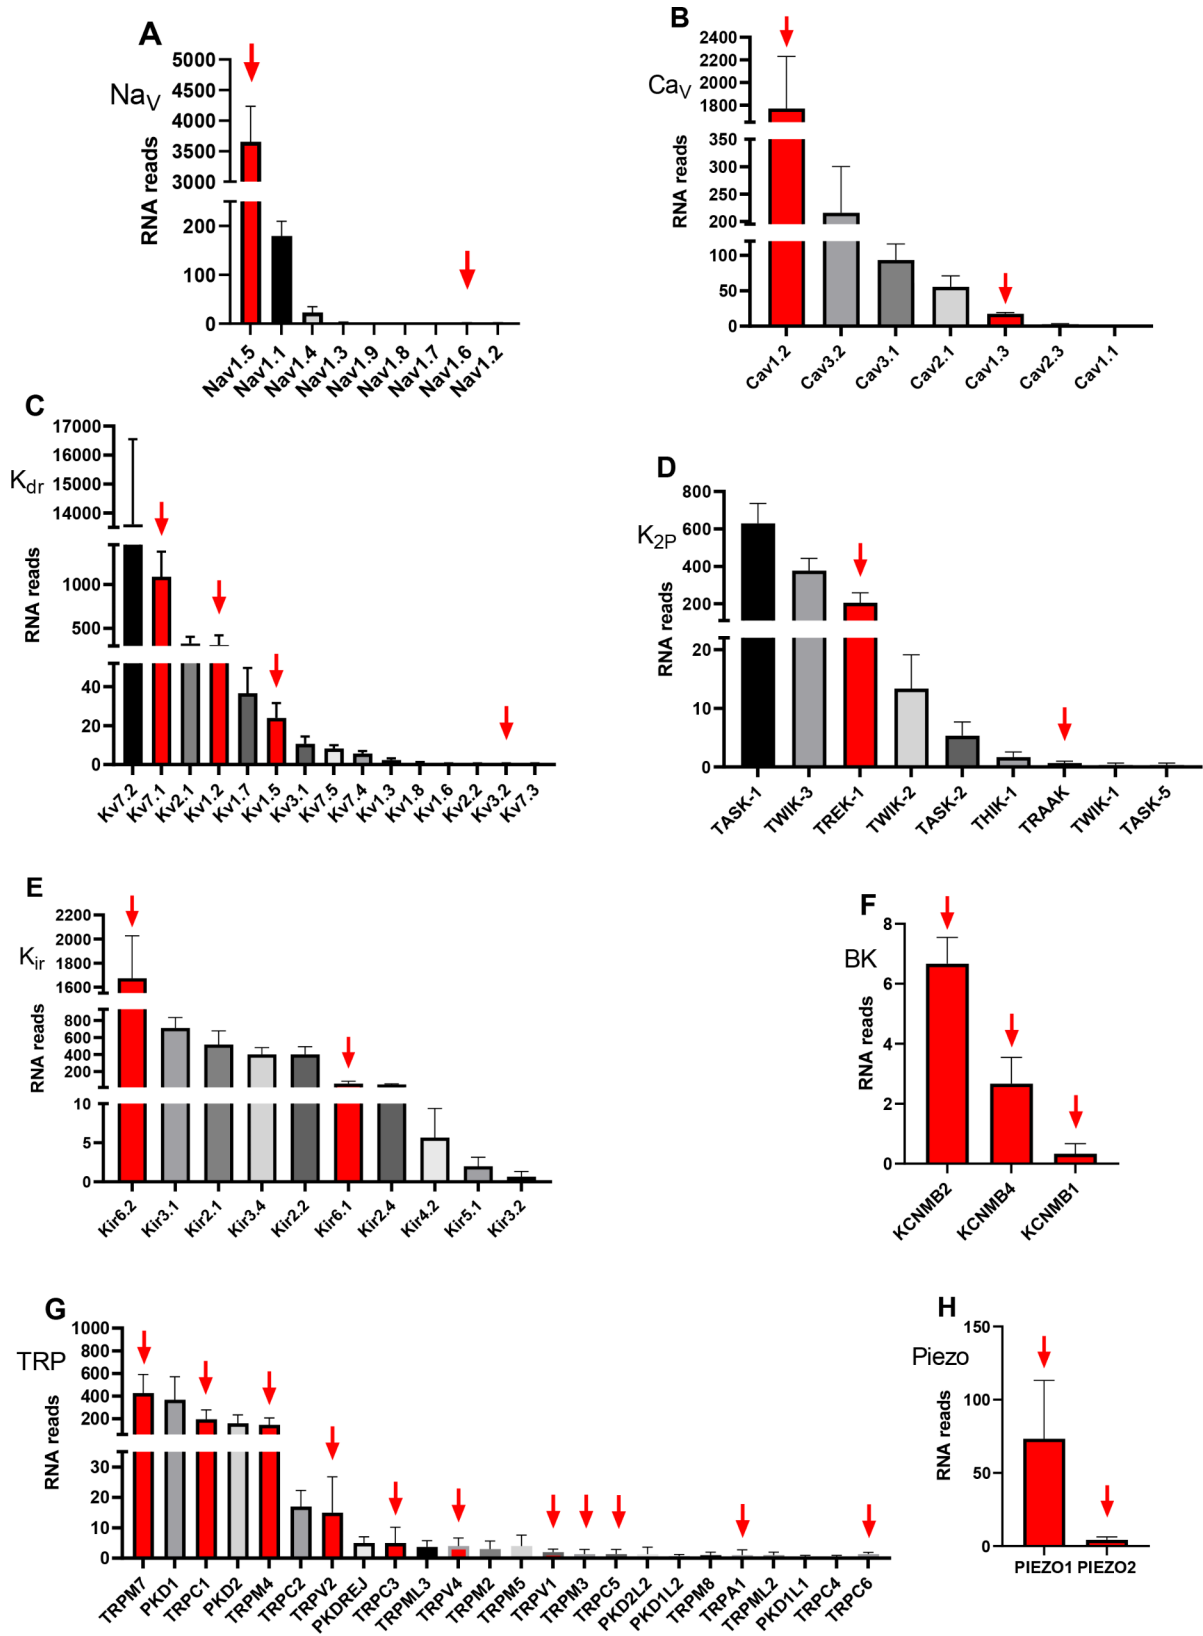 A
Nav
RNA reads
5000
4500
4000
3500
3000
200
100
0
Nav1.5 Nav1.1 Nav1.4 Nav1.3 Nav1.9 Nav1.8 Nav1.7 Nav1.6 Nav1.2
B
Cav
RNA reads
2400
2200
2000
1800
350
300
250
200
100
50
0
Cav1.2 Cav3.2 Cav3.1 Cav2.1 Cav1.3 Cav2.3 Cav1.1
C
Kdr
RNA reads
17000
16000
15000
14000
1000
500
40
20
0
Kv7.2 Kv7.1 Kv2.1 Kv1.2 Kv1.7 Kv1.5 Kv3.1 Kv7.5 Kv7.4 Kv1.3 Kv1.8 Kv1.6 Kv2.2 Kv3.2 Kv7.3
D
K2P
RNA reads
800
600
400
200
20
10
0
TASK-1 TWIK-3 TREK-1 TWIK-2 TASK-2 THIK-1 TRAAK TWIK-1 TASK-5
E
Kir
RNA reads
2200
2000
1800
1600
800
600
400
200
10
5
0
Kir6.2 Kir3.1 Kir2.1 Kir3.4 Kir2.2 Kir6.1 Kir2.4 Kir4.2 Kir5.1 Kir3.2
F
BK
RNA reads
8
6
4
2
0
KCNMB2 KCNMB4 KCNMB1
G
TRP
RNA reads
1000
800
600
400
200
30
20
10
0
TRPM7 PKD1 TRPC1 PKD2 TRPM4 TRPC2 TRPV2 PKDREJ TRPC3 TRPML3 TRPV4 TRPM2 TRPM5 TRPV1 TRPM3 TRPC5 PKD2L2 PKD1L2 TRPM8 TRPA1 TRPML2 PKD1L1 TRPC4 TRPC6
H
Piezo
RNA reads
150
100
50
0
PIEZO1 PIEZO2